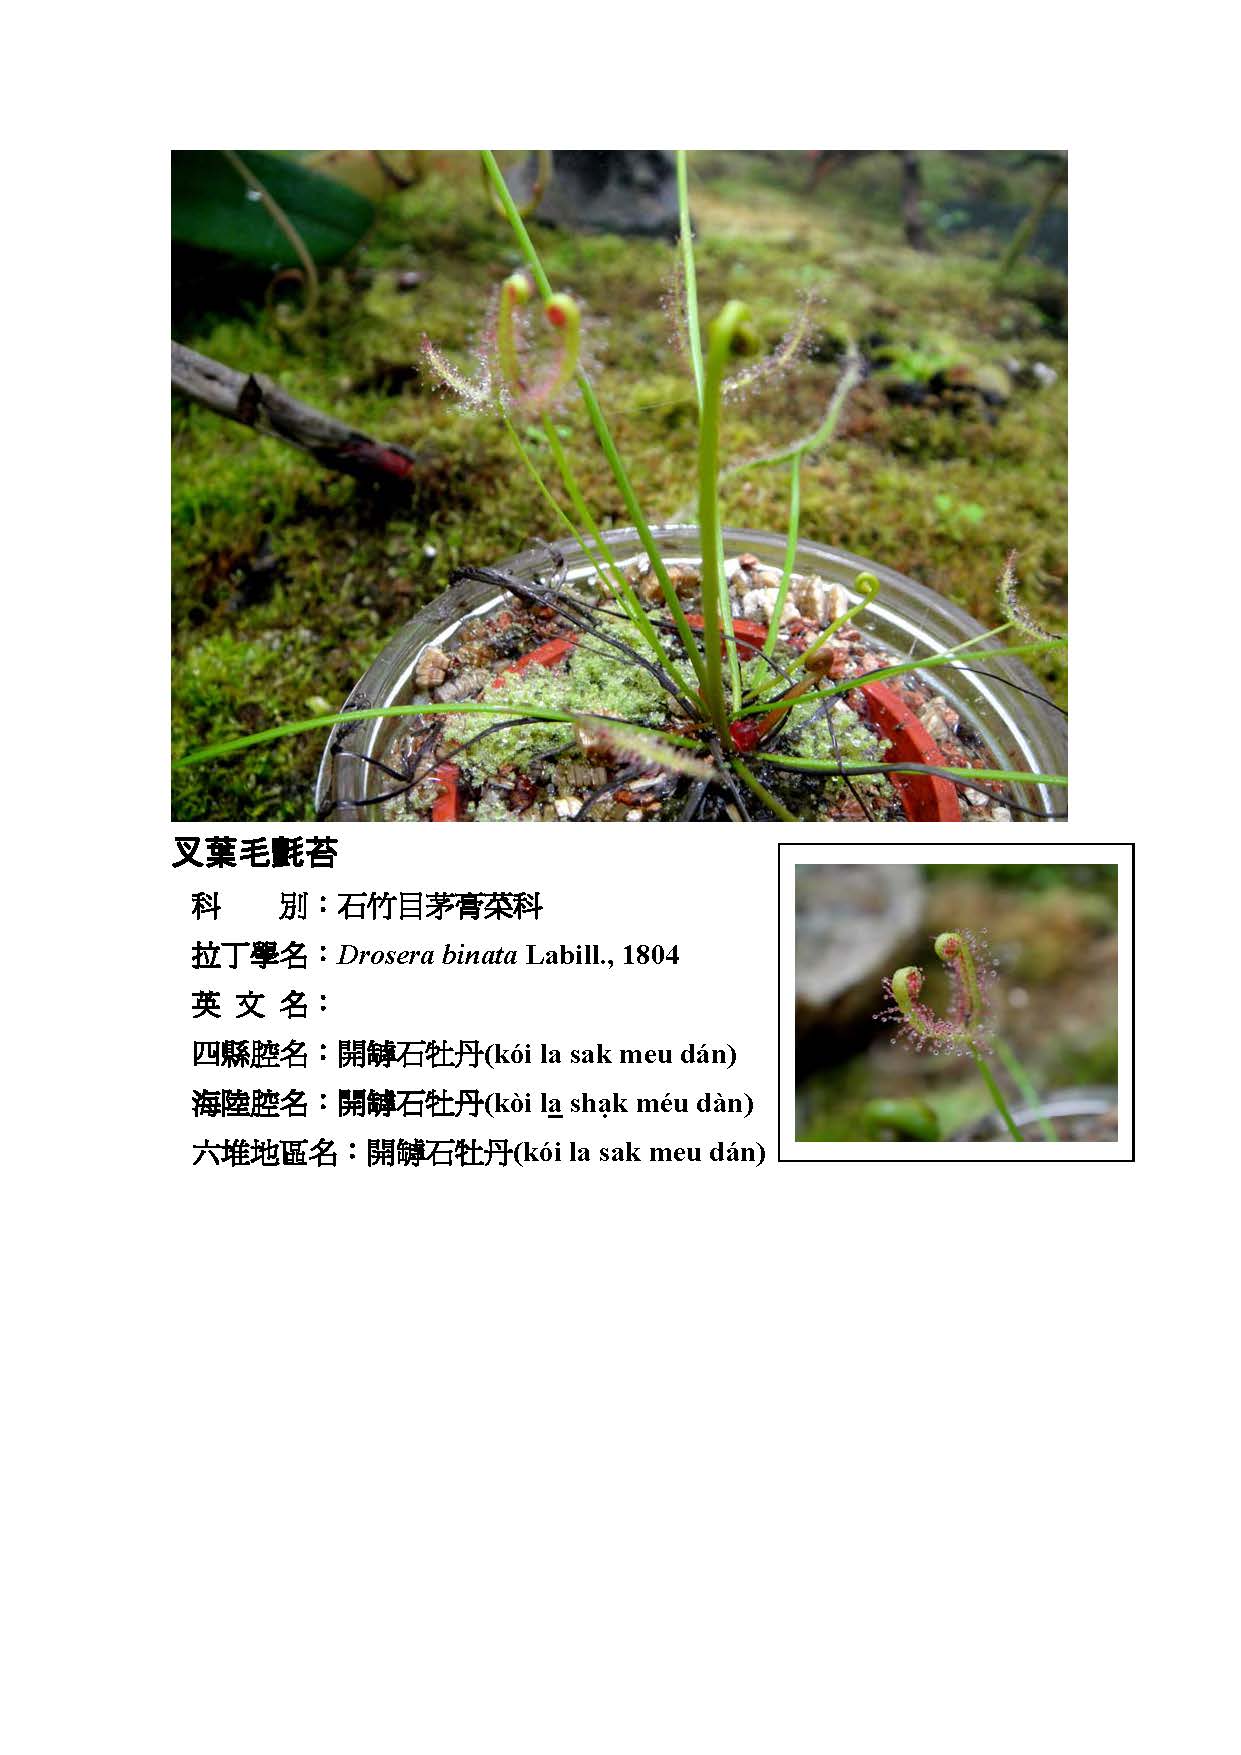 叉葉毛氈苔
科　　別：石竹目茅膏菜科
拉丁學名：Drosera binata Labill., 1804
英 文 名：
四縣腔名：開罅石牡丹(kói la sak meu dán)
海陸腔名：開罅石牡丹(kòi la shạk méu dàn)
六堆地區名：開罅石牡丹(kói la sak meu dán)